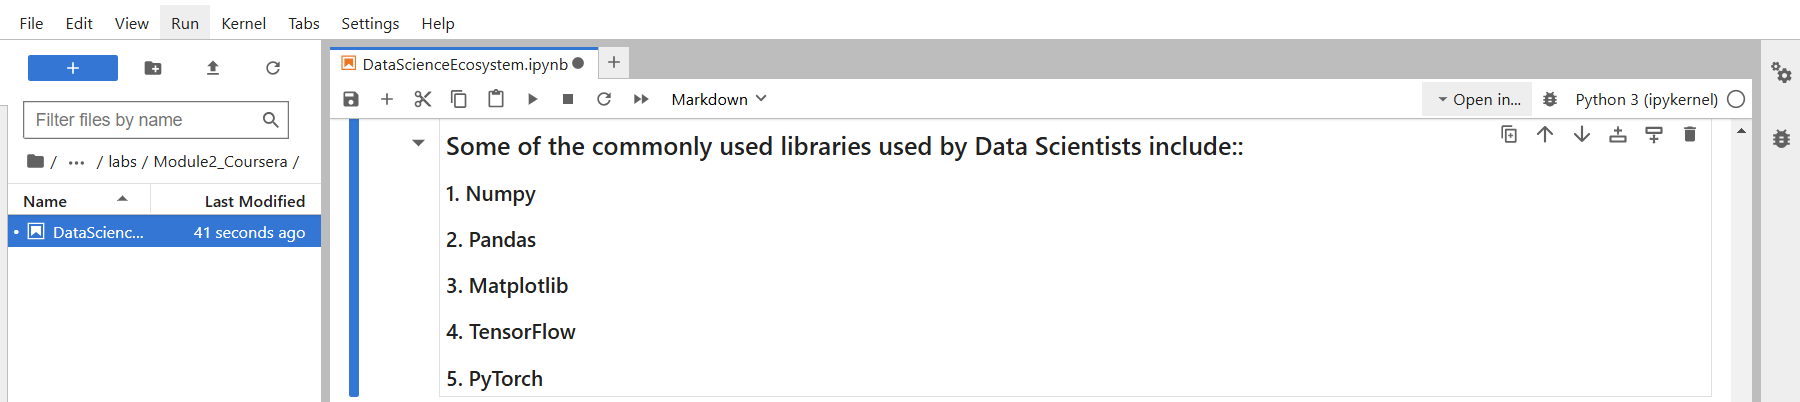 File Edit View Run Kernel Tabs Settings Help
+
Filter files by name
/ ··· / labs / Module2_Coursera /
Name Last Modified
• DataScienc... 41 seconds ago
DataScienceEcosystem.ipynb ● +
+ Markdown Open in... Python 3 (ipykernel)
Some of the commonly used libraries used by Data Scientists include::
1. Numpy
2. Pandas
3. Matplotlib
4. TensorFlow
5. PyTorch